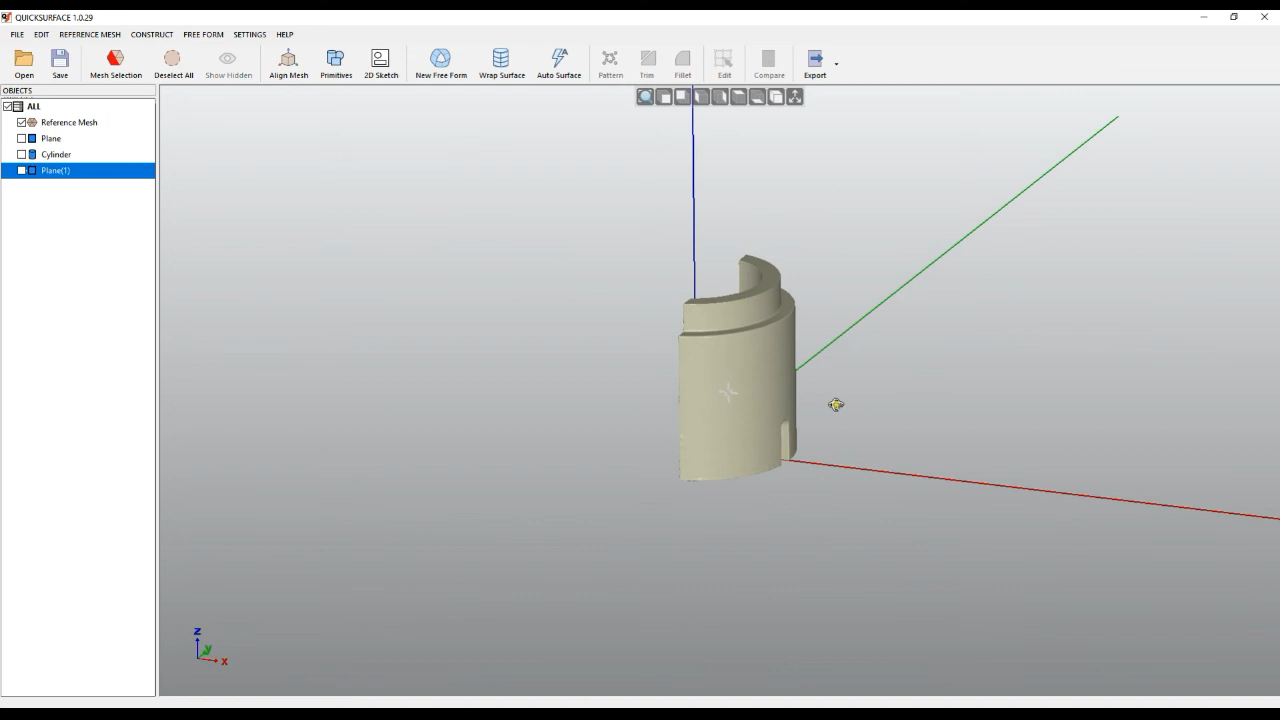 QUICKSURFACE 1.0.29
FILE EDIT REFERENCE MESH CONSTRUCT FREE FORM SETTINGS HELP
Open Save Mesh Selection Deselect All Show Hidden Align Mesh Primitives 2D Sketch New Free Form Wrap Surface Auto Surface Pattern Trim Fillet Edit Compare Export
OBJECTS
ALL
Reference Mesh
Plane
Cylinder
Plane(1)
z
y
x